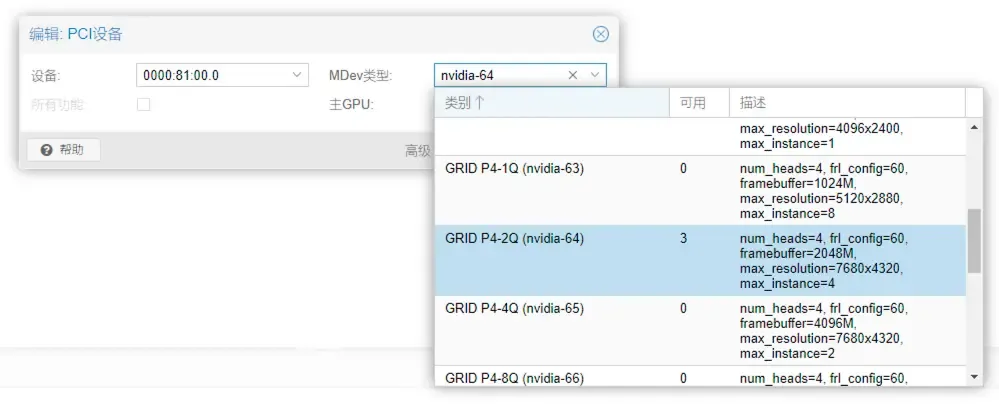 编辑: PCI设备
设备: 0000:81:00.0 MDev类型: nvidia-64
所有功能: 主GPU:
帮助 高级
类别↑ 可用 描述
max_resolution=4096x2400,
max_instance=1
GRID P4-1Q (nvidia-63) 0 num_heads=4, frl_config=60,
framebuffer=1024M,
max_resolution=5120x2880,
max_instance=8
GRID P4-2Q (nvidia-64) 3 num_heads=4, frl_config=60,
framebuffer=2048M,
max_resolution=7680x4320,
max_instance=4
GRID P4-4Q (nvidia-65) 0 num_heads=4, frl_config=60,
framebuffer=4096M,
max_resolution=7680x4320,
max_instance=2
GRID P4-8Q (nvidia-66) 0 num_heads=4, frl_config=60,